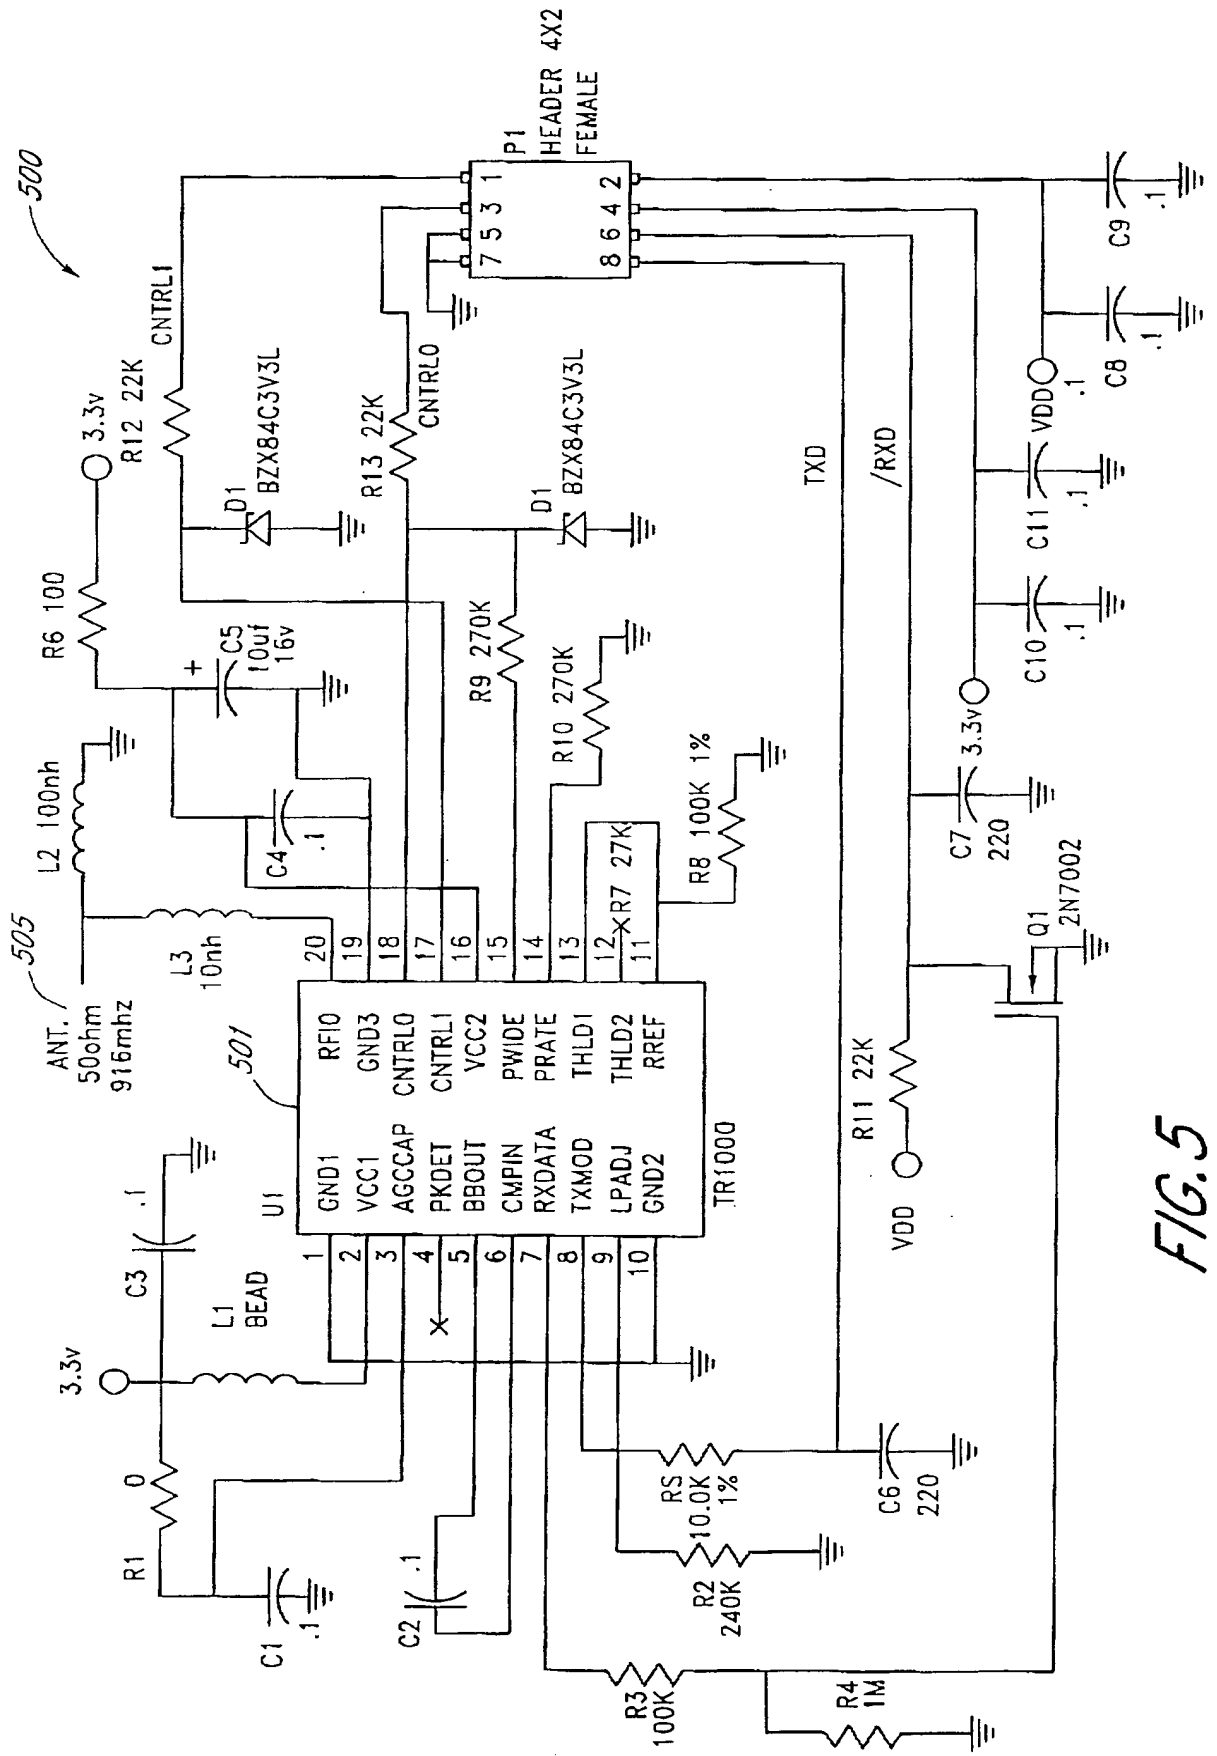 500
505
ANT.
50ohm
916mhz
L2 100nh
L3
10nh
R6 100
3.3v
R12 22K
CNTRL1
+
C5
10uf
16v
C4
.1
D1
BZX84C3V3L
R13 22K
CNTRL0
P1
HEADER 4X2
FEMALE
1
3
5
7
2
4
6
8
R9 270K
D1
BZX84C3V3L
R10 270K
R8 100K 1%
R7 27K
3.3v
C3
.1
L1
BEAD
R1
0
C1
.1
C2
.1
U1
501
TR1000
1
2
3
4
5
6
7
8
9
10
GND1
VCC1
AGCCAP
PKDET
BBOUT
CMPIN
RXDATA
TXMOD
LPADJ
GND2
RFIO
GND3
CNTRL0
CNTRL1
VCC2
PWIDE
PRATE
THLD1
THLD2
RREF
20
19
18
17
16
15
14
13
12
11
TXD
/RXD
RS
10.0K
1%
R2
240K
C6
220
R3
100K
R4
1M
VDD
R11 22K
Q1
2N7002
C7
220
3.3v
C10
.1
C11
.1
VDD
.1
C8
.1
C9
.1
FIG.5